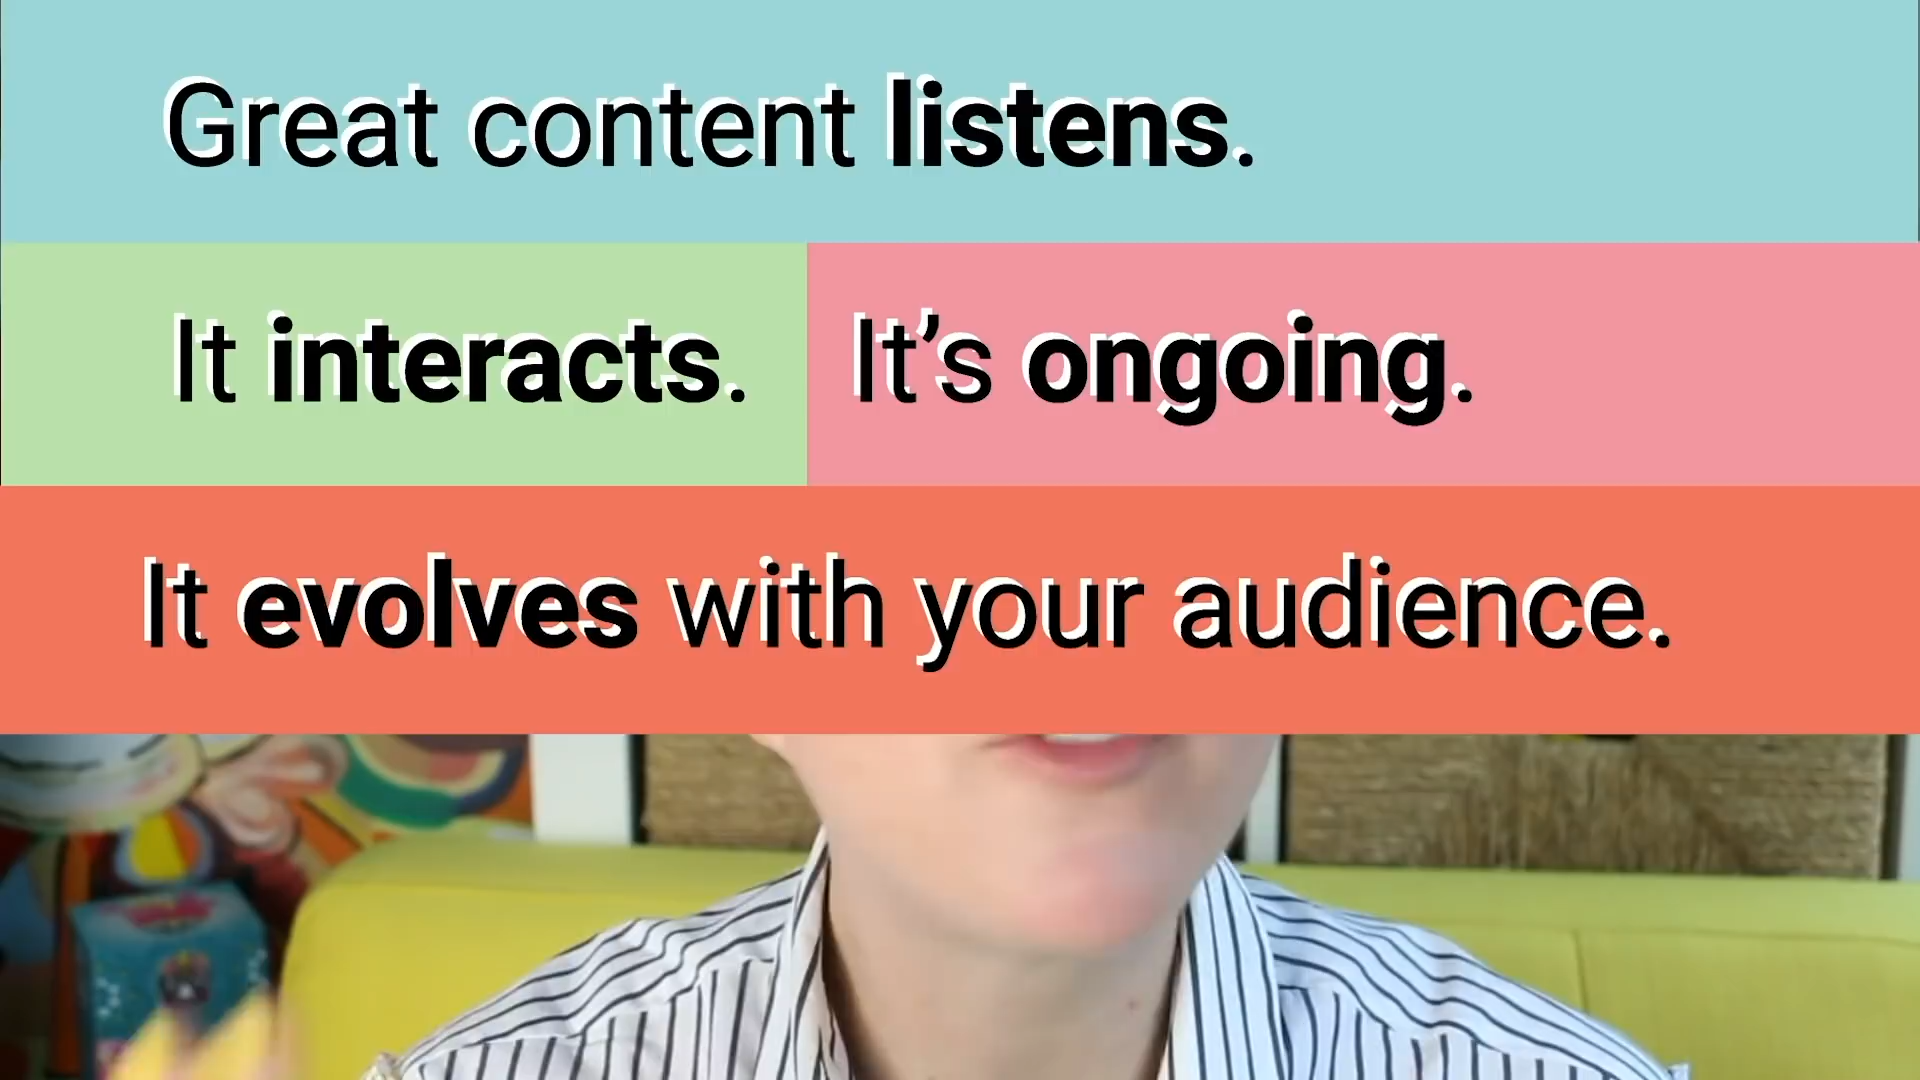 Great content listens.
It interacts. It’s ongoing.
It evolves with your audience.